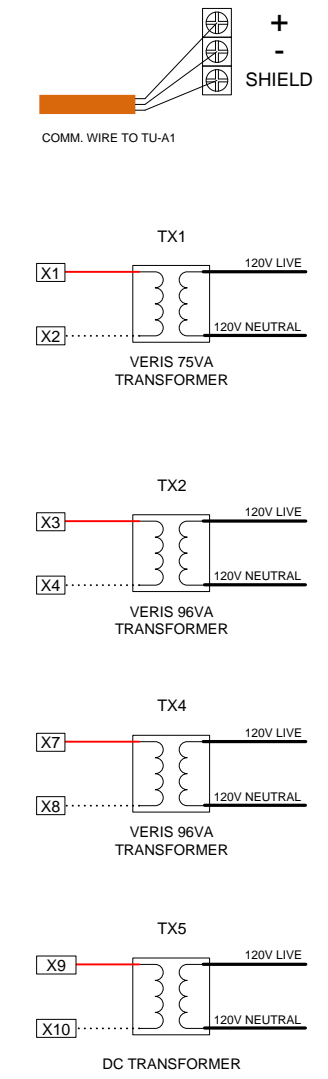 +
-
SHIELD
COMM. WIRE TO TU-A1
TX1
120V LIVE
X1
120V NEUTRAL
X2
VERIS 75VA
TRANSFORMER
TX2
120V LIVE
X3
120V NEUTRAL
X4
VERIS 96VA
TRANSFORMER
TX4
120V LIVE
X7
120V NEUTRAL
X8
VERIS 96VA
TRANSFORMER
TX5
120V LIVE
X9
120V NEUTRAL
X10
DC TRANSFORMER